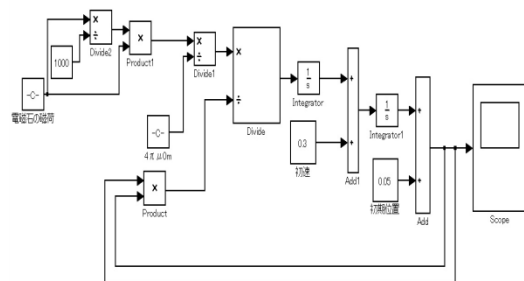 ×
÷
Divide2
1000
×
Product1
×
÷
Divide1
-C-
電磁石の磁荷
-C-
4πμ0m
×
÷
Divide
1
s
Integrator
+
+
Add1
0.3
初速
1
s
Integrator1
+
+
Add
0.05
初期位置
Scope
×
Product